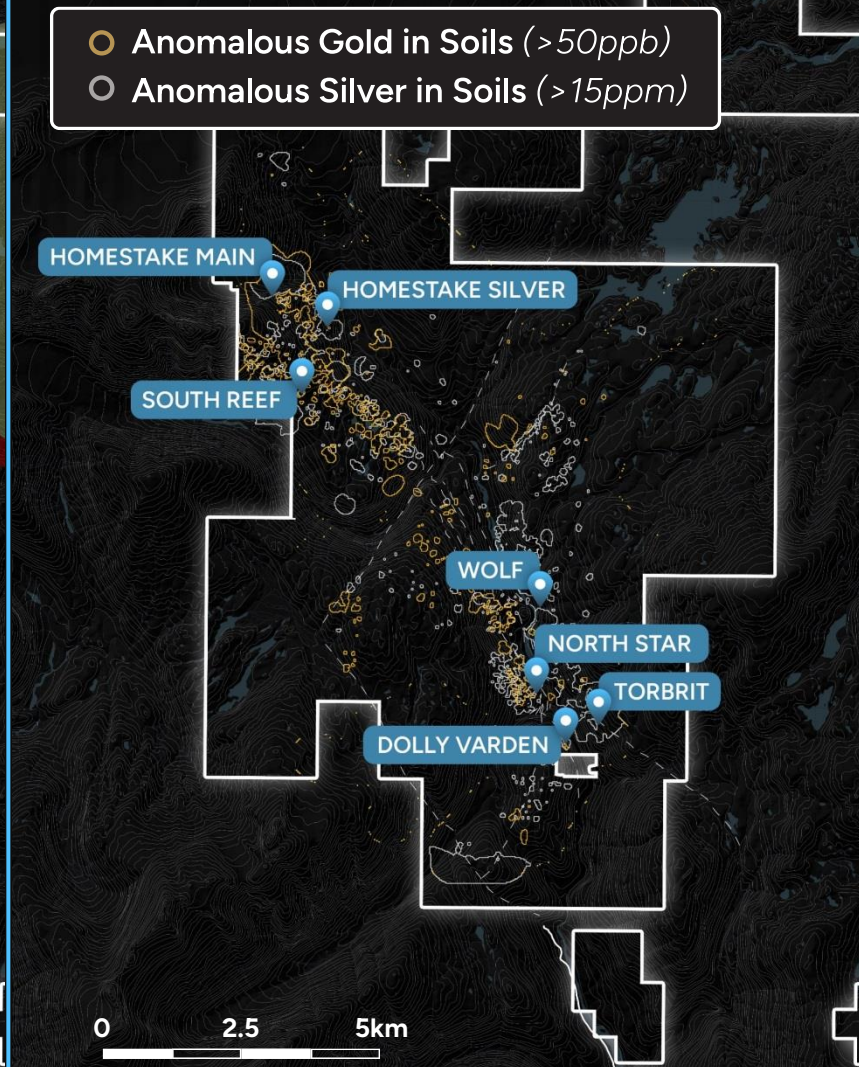 Anomalous Gold in Soils (>50ppb)
Anomalous Silver in Soils (>15ppm)
HOMESTAKE MAIN
HOMESTAKE SILVER
SOUTH REEF
WOLF
NORTH STAR
TORBRIT
DOLLY VARDEN
0 2.5 5km